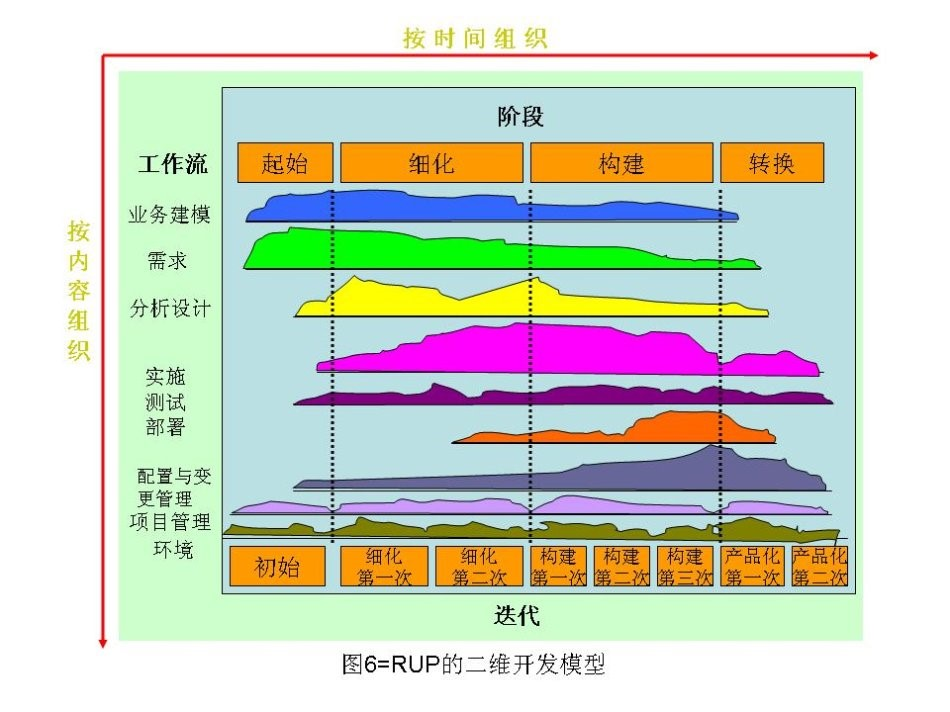 按时间组织
按内容组织
阶段
工作流
起始
细化
构建
转换
业务建模
需求
分析设计
实施
测试
部署
配置与变
更管理
项目管理
环境
初始
细化
第一次
细化
第二次
构建
第一次
构建
第二次
构建
第三次
产品化
第一次
产品化
第二次
迭代
图6=RUP的二维开发模型